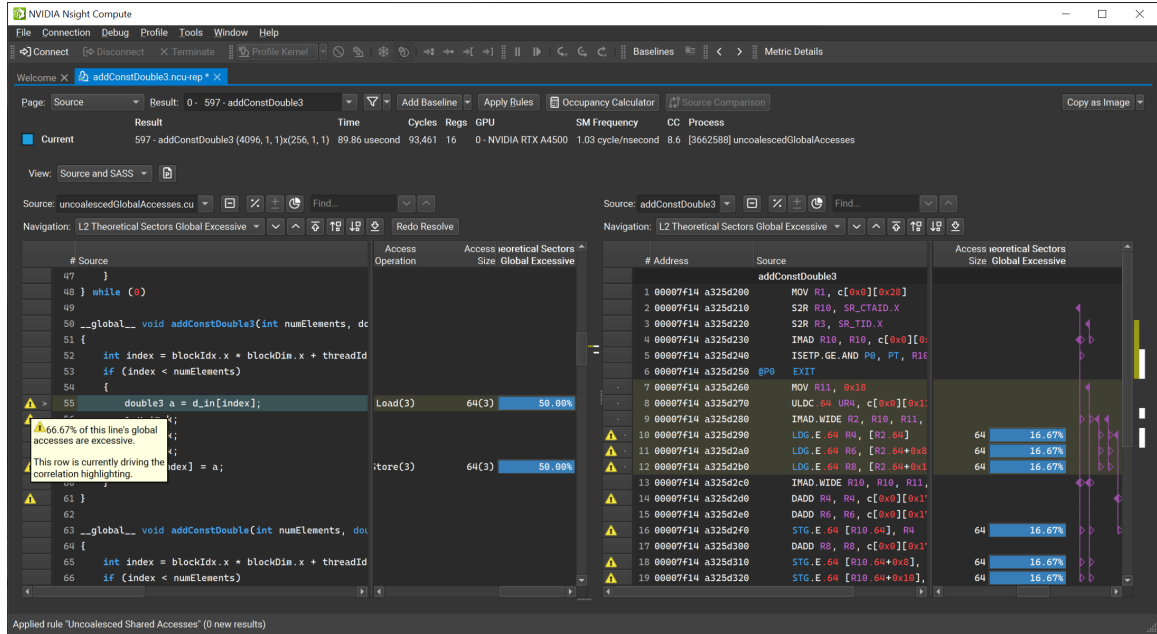 NVIDIA Nsight Compute
File Connection Debug Profile Tools Window Help
Connect Disconnect Terminate Profile Kernel Baselines Metric Details
Welcome addConstDouble3.ncu-rep *
Page: Source Result: 0 - 597 - addConstDouble3 Add Baseline Apply Rules Occupancy Calculator Source Comparison Copy as Image
Result Time Cycles Regs GPU SM Frequency CC Process
Current 597 - addConstDouble3 (4096, 1, 1)x(256, 1, 1) 89.86 usecond 93,461 16 0 - NVIDIA RTX A4500 1.03 cycle/nsecond 8.6 [3662588] uncoalescedGlobalAccesses
View: Source and SASS
Source: uncoalescedGlobalAccesses.cu Find...
Navigation: L2 Theoretical Sectors Global Excessive Redo Resolve
Access Access eoretical Sectors
# Source Operation Size Global Excessive
47 }
48 } while (0)
49
50 __global__ void addConstDouble3(int numElements, do
51 {
52 int index = blockIdx.x * blockDim.x + threadId
53 if (index < numElements)
54 {
55 double3 a = d_in[index]; Load(3) 64(3) 50.00%
66.67% of this line's global
accesses are excessive.
This row is currently driving the
correlation highlighting.
k;
k;
dex] = a; Store(3) 64(3) 50.00%
61 }
62
63 __global__ void addConstDouble(int numElements, dou
64 {
65 int index = blockIdx.x * blockDim.x + threadId
66 if (index < numElements)
Source: addConstDouble3 Find...
Navigation: L2 Theoretical Sectors Global Excessive
Access eoretical Sectors
# Address Source Size Global Excessive
addConstDouble3
1 00007f14 a325d200 MOV R1, c[0x0][0x28]
2 00007f14 a325d210 S2R R10, SR_CTAID.X
3 00007f14 a325d220 S2R R3, SR_TID.X
4 00007f14 a325d230 IMAD R10, R10, c[0x0][0
5 00007f14 a325d240 ISETP.GE.AND P0, PT, R10
6 00007f14 a325d250 @P0 EXIT
7 00007f14 a325d260 MOV R11, 0x18
8 00007f14 a325d270 ULDC.64 UR4, c[0x0][0x1
9 00007f14 a325d280 IMAD.WIDE R2, R10, R11,
10 00007f14 a325d290 LDG.E.64 R4, [R2.64] 64 16.67%
11 00007f14 a325d2a0 LDG.E.64 R6, [R2.64+0x8 64 16.67%
12 00007f14 a325d2b0 LDG.E.64 R8, [R2.64+0x1 64 16.67%
13 00007f14 a325d2c0 IMAD.WIDE R10, R10, R11,
14 00007f14 a325d2d0 DADD R4, R4, c[0x0][0x1
15 00007f14 a325d2e0 DADD R6, R6, c[0x0][0x1
16 00007f14 a325d2f0 STG.E.64 [R10.64], R4 64 16.67%
17 00007f14 a325d300 DADD R8, R8, c[0x0][0x1
18 00007f14 a325d310 STG.E.64 [R10.64+0x8], 64 16.67%
19 00007f14 a325d320 STG.E.64 [R10.64+0x10], 64 16.67%
Applied rule "Uncoalesced Shared Accesses" (0 new results)